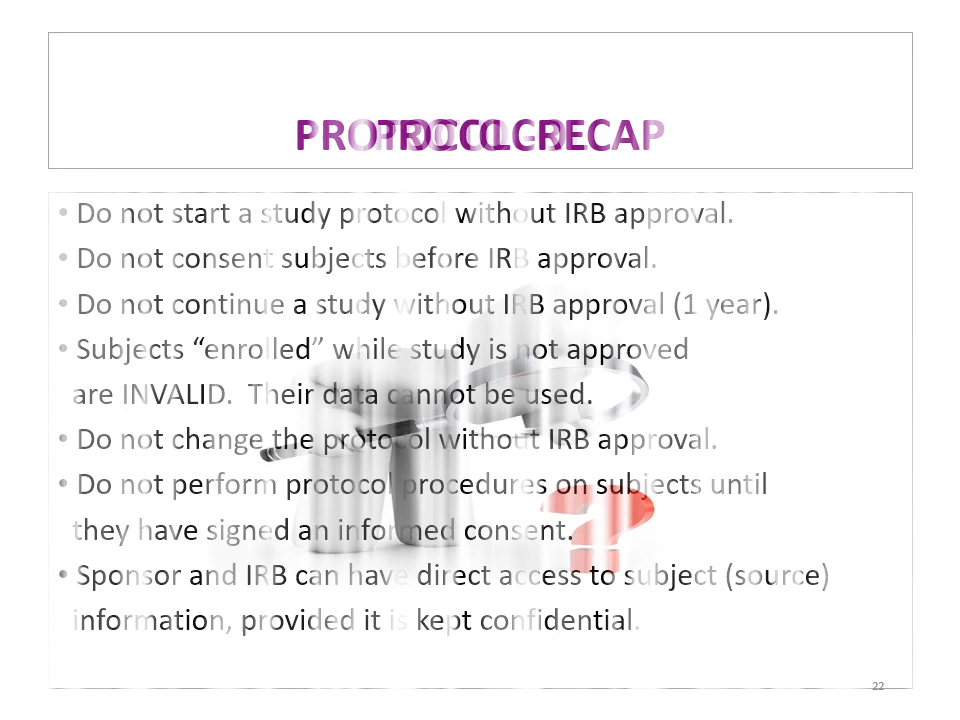 PROTOCOL RECAP
• Do not start a study protocol without IRB approval.
• Do not consent subjects before IRB approval.
• Do not continue a study without IRB approval (1 year).
• Subjects “enrolled” while study is not approved
are INVALID. Their data cannot be used.
• Do not change the protocol without IRB approval.
• Do not perform protocol procedures on subjects until
they have signed an informed consent.
• Sponsor and IRB can have direct access to subject (source)
information, provided it is kept confidential.
22